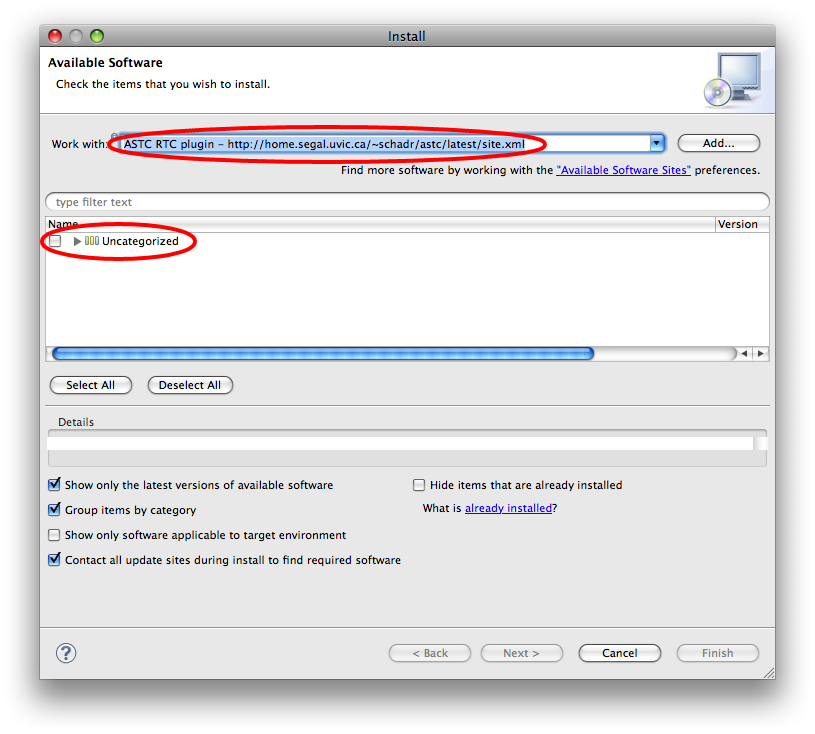 Install
Available Software
Check the items that you wish to install.
Work with: ASTC RTC plugin - http://home.segal.uvic.ca/~schadr/astc/latest/site.xml Add...
Find more software by working with the "Available Software Sites" preferences.
type filter text
Name Version
Uncategorized
Select All Deselect All
Details
Show only the latest versions of available software Hide items that are already installed
Group items by category What is already installed?
Show only software applicable to target environment
Contact all update sites during install to find required software
? < Back Next > Cancel Finish